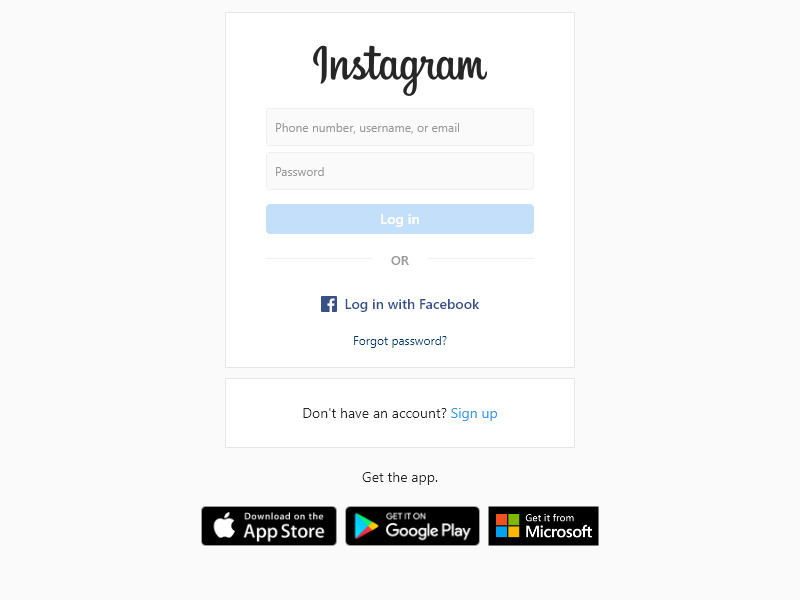 Instagram
Phone number, username, or email
Password
Log in
OR
Log in with Facebook
Forgot password?
Don't have an account? Sign up
Get the app.
Download on the
App Store
GET IT ON
Google Play
Get it from
Microsoft